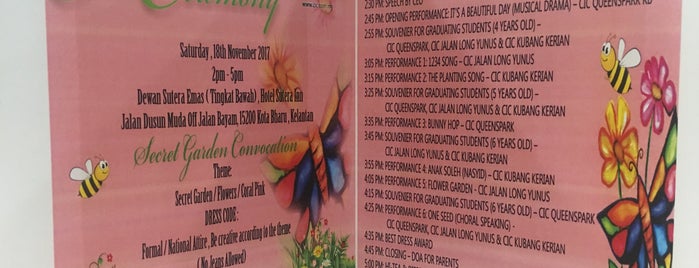 Ceremony
Saturday , 18th November 2017
2pm - 5pm
Dewan Sutera Emas ( Tingkat Bawah ) , Hotel Sutera Inn
Jalan Dusun Muda Off Jalan Bayam, 15200 Kota Bharu , Kelantan
Secret Garden Convocation
Theme:
Secret Garden / Flowers / Coral Pink
DRESS CODE :
Formal / National Attire , Be creative according to the theme
( No Jeans Allowed )
2:30 PM: SPEECH BY CEO
2:45 PM: OPENING PERFORMANCE: IT'S A BEAUTIFUL DAY (MUSICAL DRAMA) – CIC QUEENSPARK KB
2:55 PM: SOUVENIER FOR GRADUATING STUDENTS (4 YEARS OLD) –
CIC QUEENSPARK, CIC JALAN LONG YUNUS & CIC KUBANG KERIAN
3:05 PM: PERFORMANCE 1: 1234 SONG – CIC JALAN LONG YUNUS
3:15 PM: PERFORMANCE 2: THE PLANTING SONG – CIC KUBANG KERIAN
3:25 PM: SOUVENIER FOR GRADUATING STUDENTS (5 YEARS OLD) –
CIC QUEENSPARK, CIC JALAN LONG YUNUS & CIC KUBANG KERIAN
3:35 PM: PERFORMANCE 3: BUNNY HOP – CIC QUEENSPARK
3:45 PM: SOUVENIER FOR GRADUATING STUDENTS (6 YEARS OLD) –
CIC JALAN LONG YUNUS & CIC KUBANG KERIAN
3:55 PM: PERFORMANCE 4: ANAK SOLEH (NASYID) – CIC KUBANG KERIAN
4:05 PM: PERFORMANCE 5: FLOWER GARDEN - CIC JALAN LONG YUNUS
4:15 PM: SOUVENIER FOR GRADUATING STUDENTS (6 YEARS OLD) – CIC QUEENSPARK
4:25 PM: PERFORMANCE 6: ONE SEED (CHORAL SPEAKING) -
CIC QUEENSPARK, CIC JALAN LONG YUNUS & CIC KUBANG KERIAN
4:35 PM: BEST DRESS AWARD
4:45 PM: CLOSING – DOA FOR PARENTS
5:00 PM: HI-TEA &